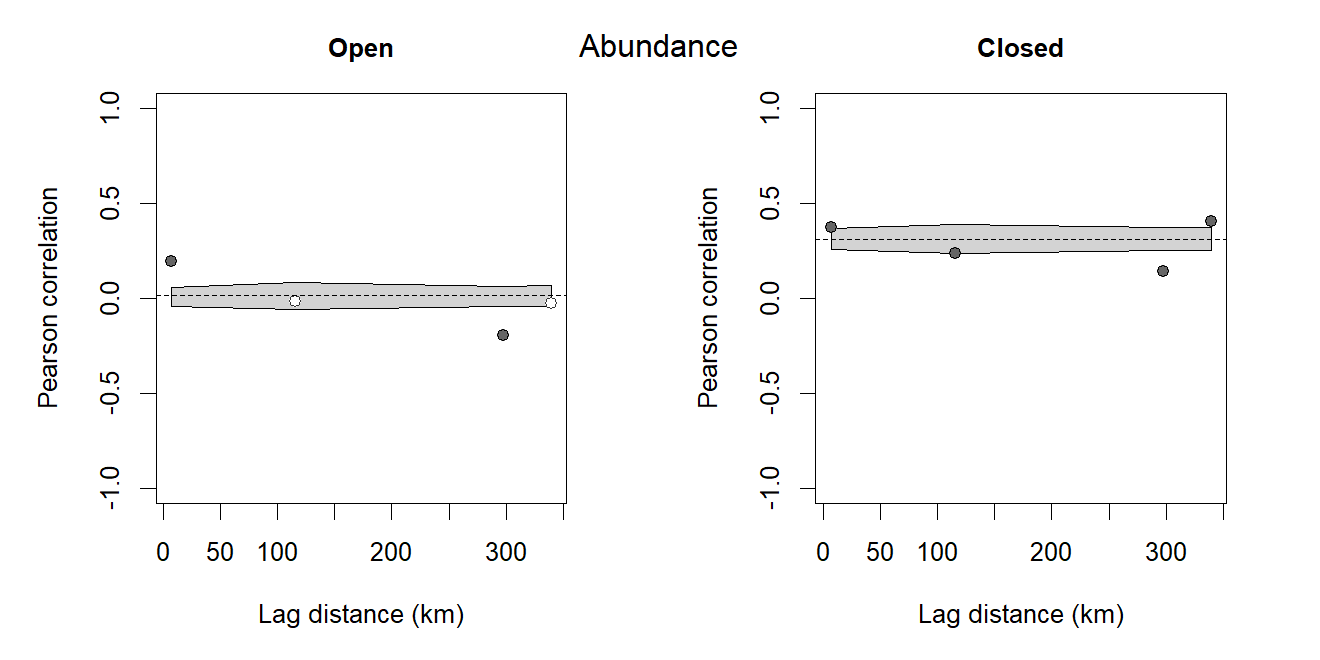 Abundance
Open
Pearson correlation
1.0
0.5
0.0
-0.5
-1.0
0 50 100 200 300
Lag distance (km)
Closed
Pearson correlation
1.0
0.5
0.0
-0.5
-1.0
0 50 100 200 300
Lag distance (km)